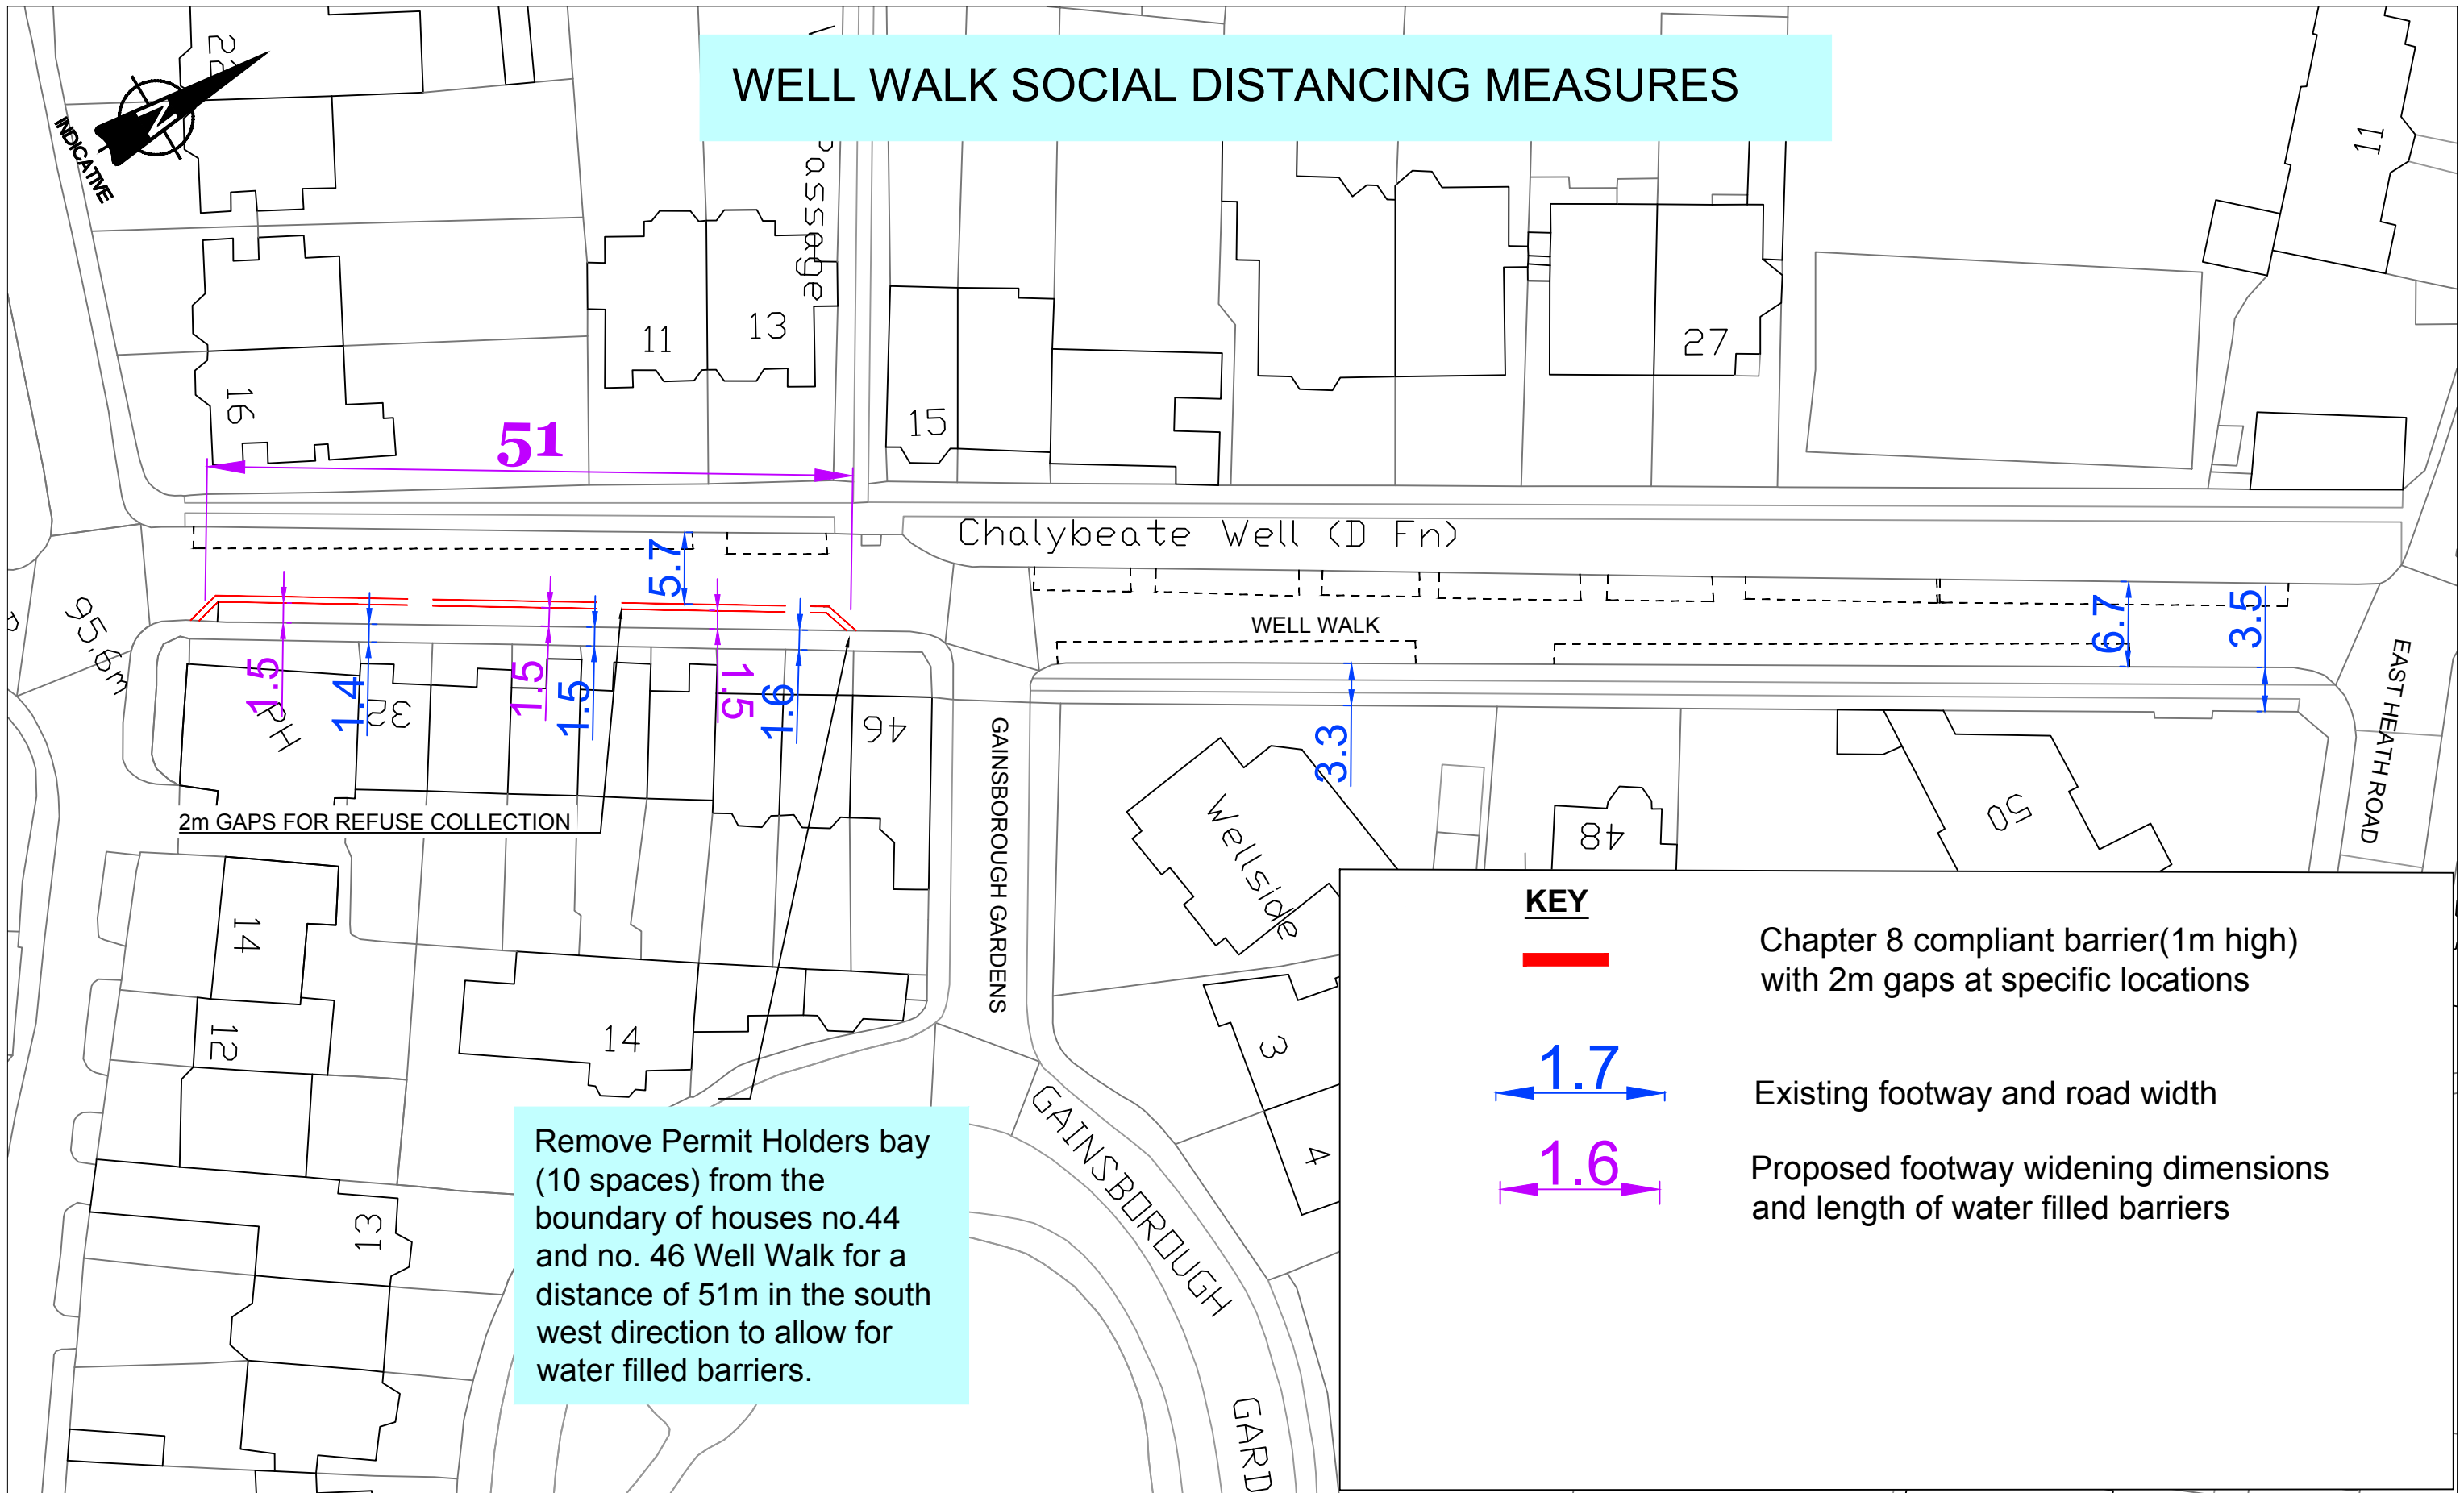 WELL WALK SOCIAL DISTANCING MEASURES
N
INDICATIVE
11
assage
11
13
27
16
15
51
Chalybeate Well (D Fn)
5.7
WELL WALK
6.7
3.5
95.6m
1.5
1.4
1.5
1.5
1.5
1.6
PH
32
46
3.3
EAST HEATH ROAD
GAINSBOROUGH GARDENS
2m GAPS FOR REFUSE COLLECTION
Wellside
48
50
14
12
14
13
3
4
GAINSBOROUGH
GARD
Remove Permit Holders bay
(10 spaces) from the
boundary of houses no.44
and no. 46 Well Walk for a
distance of 51m in the south
west direction to allow for
water filled barriers.
KEY
Chapter 8 compliant barrier(1m high)
with 2m gaps at specific locations
1.7
Existing footway and road width
1.6
Proposed footway widening dimensions
and length of water filled barriers